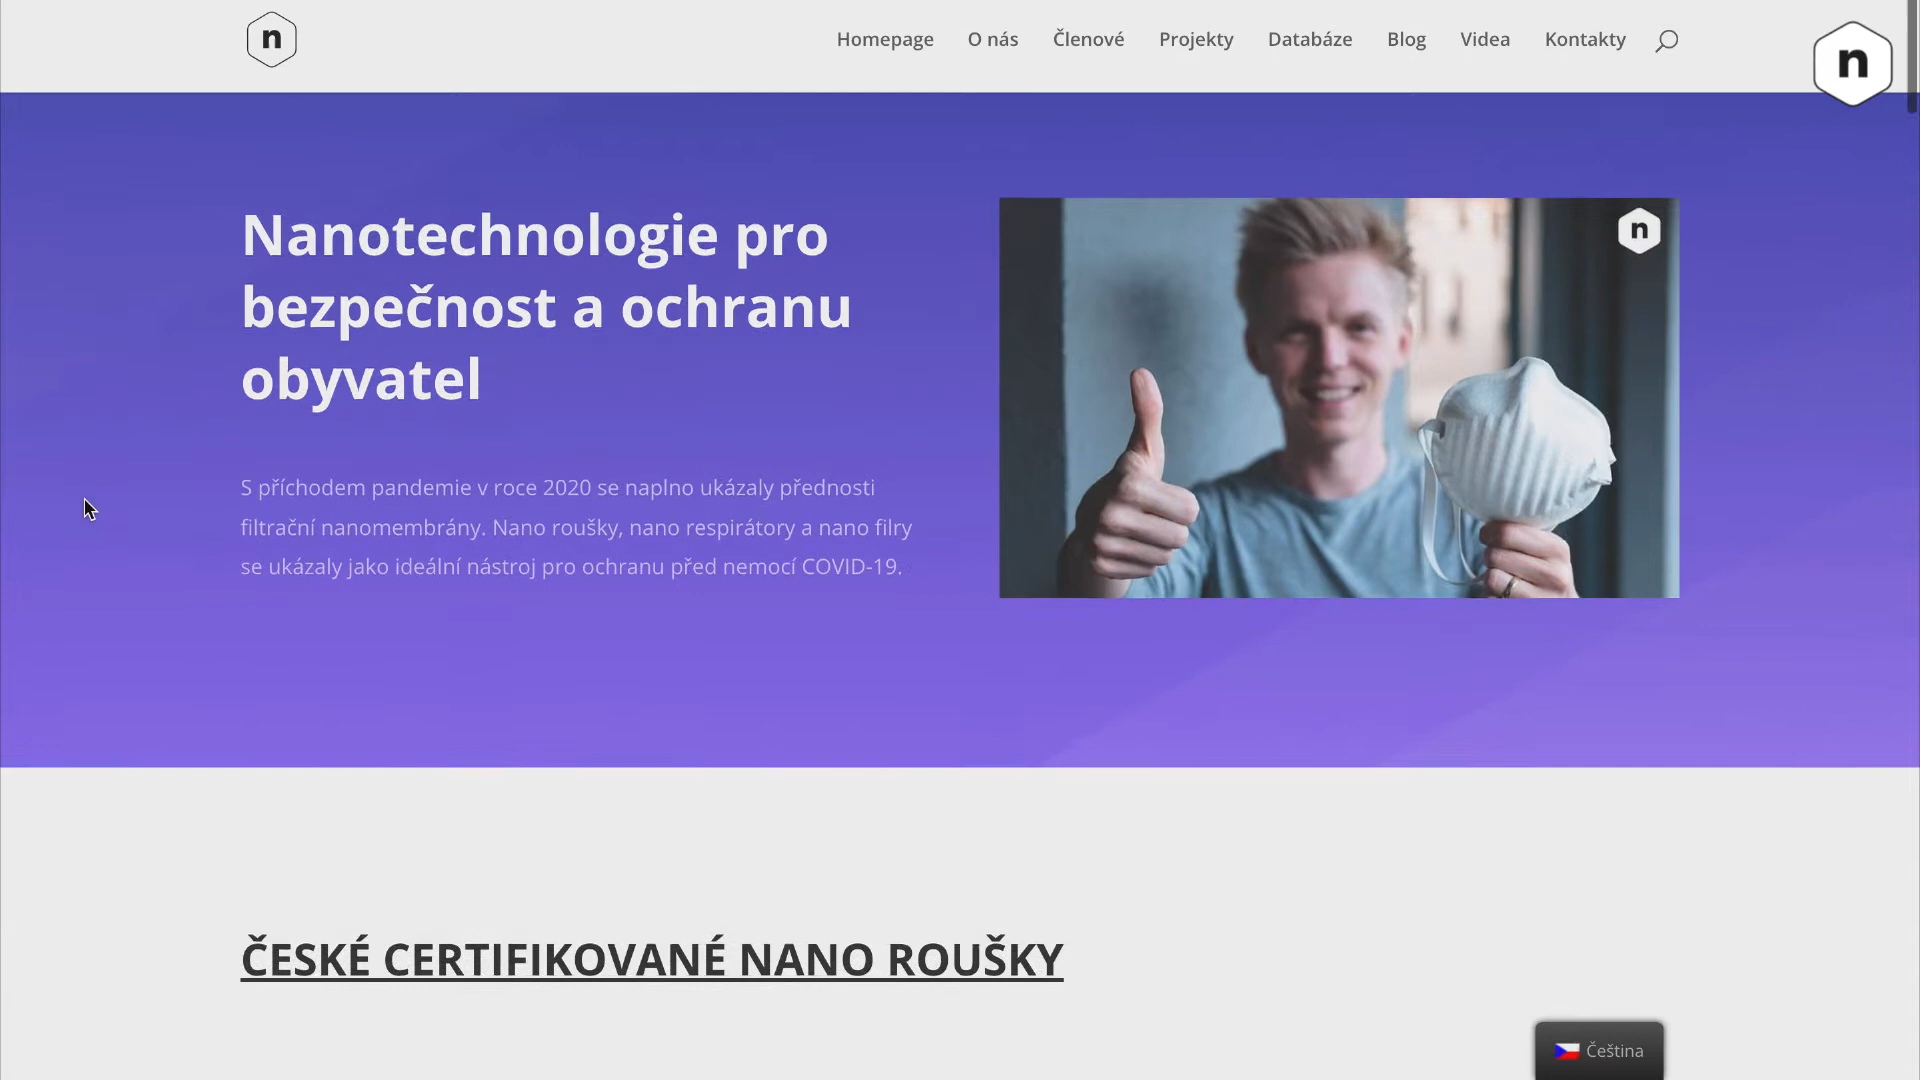 n
Homepage O nás Členové Projekty Databáze Blog Videa Kontakty
n
Nanotechnologie pro
bezpečnost a ochranu
obyvatel
S příchodem pandemie v roce 2020 se naplno ukázaly přednosti
filtrační nanomembrány. Nano roušky, nano respirátory a nano filry
se ukázaly jako ideální nástroj pro ochranu před nemocí COVID-19.
n
ČESKÉ CERTIFIKOVANÉ NANO ROUŠKY
Čeština